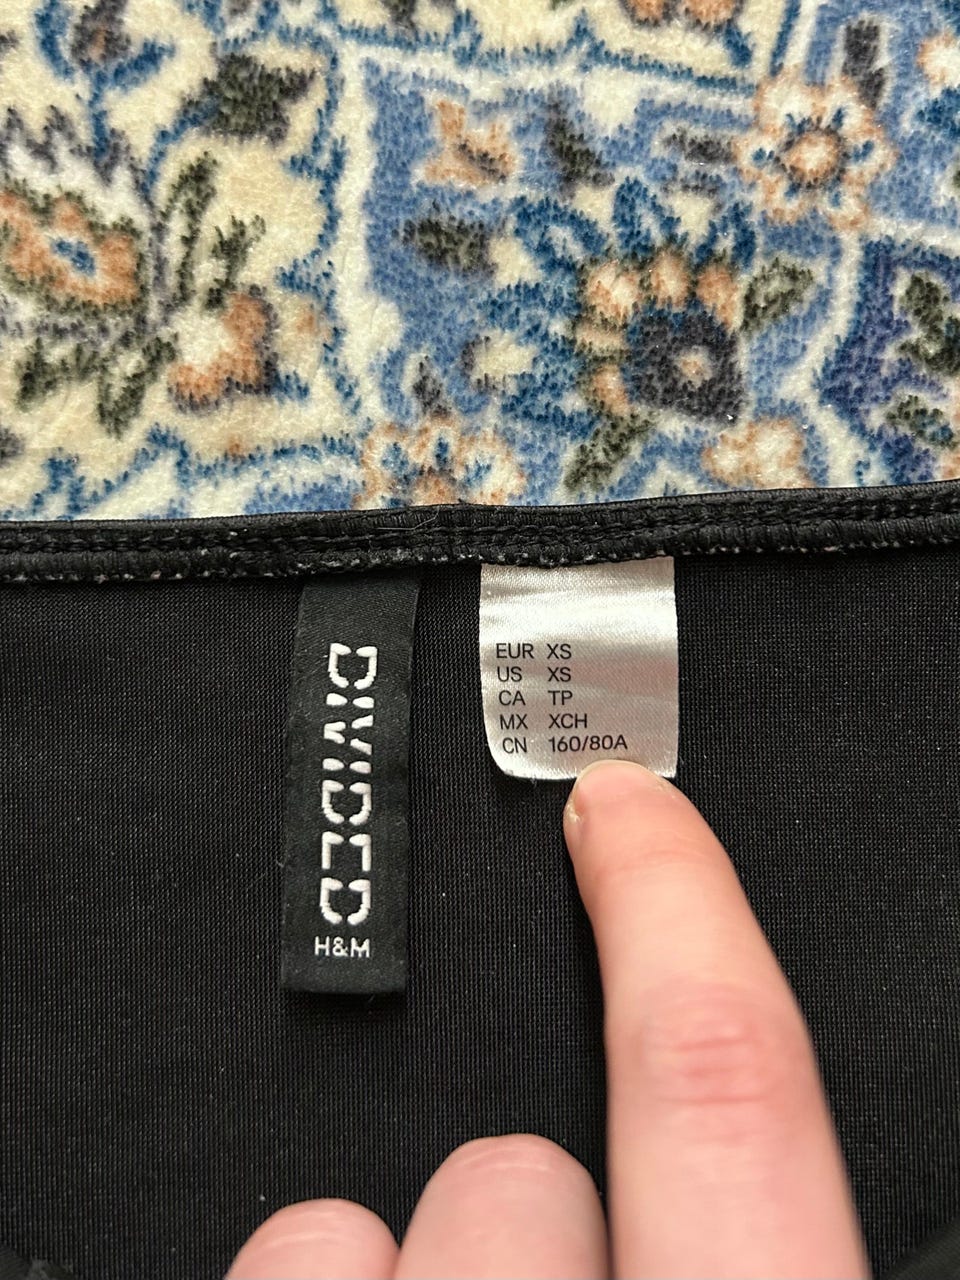 DIVIDED
H&M
EUR XS
US XS
CA TP
MX XCH
CN 160/80A